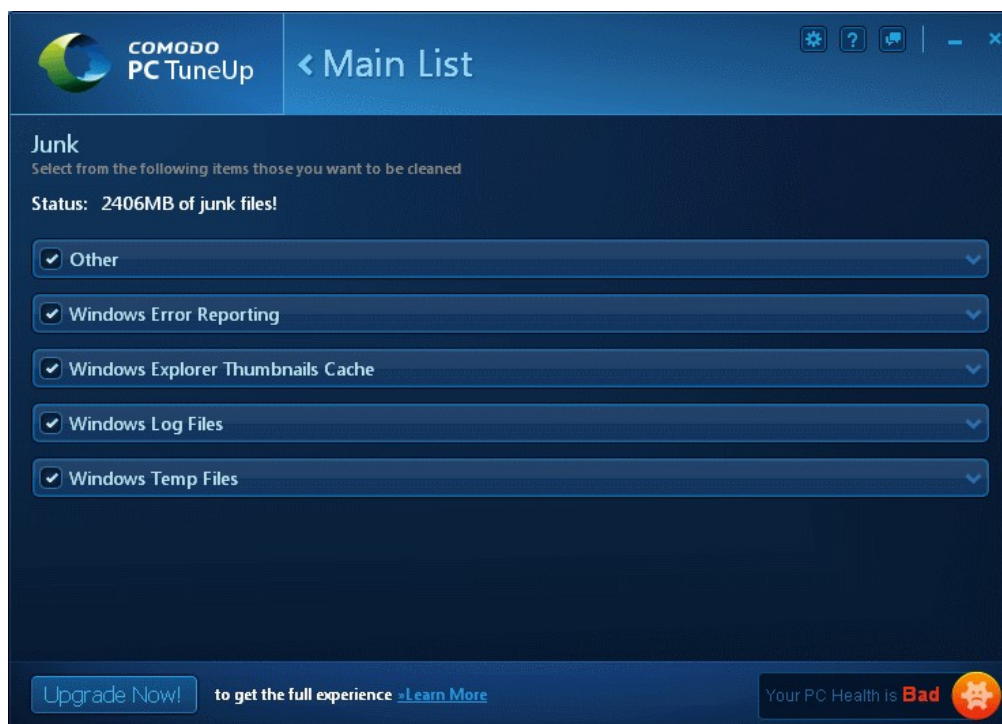 COMODO
PC TuneUp
< Main List
?
Junk
Select from the following items those you want to be cleaned
Status: 2406MB of junk files!
Other
Windows Error Reporting
Windows Explorer Thumbnails Cache
Windows Log Files
Windows Temp Files
Upgrade Now! to get the full experience »Learn More
Your PC Health is Bad